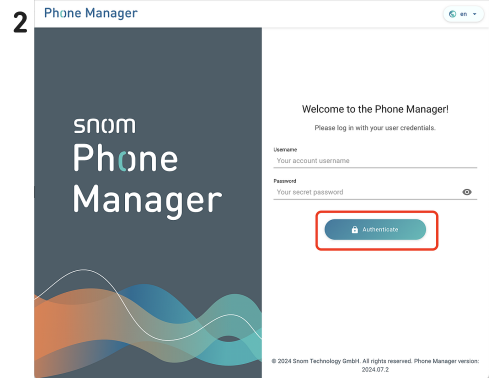 2
Phone Manager
en
snom
Phone
Manager
Welcome to the Phone Manager!
Please log in with your user credentials.
Username
Your account username
Password
Your secret password
Authenticate
© 2024 Snom Technology GmbH. All rights reserved. Phone Manager version:
2024.07.2